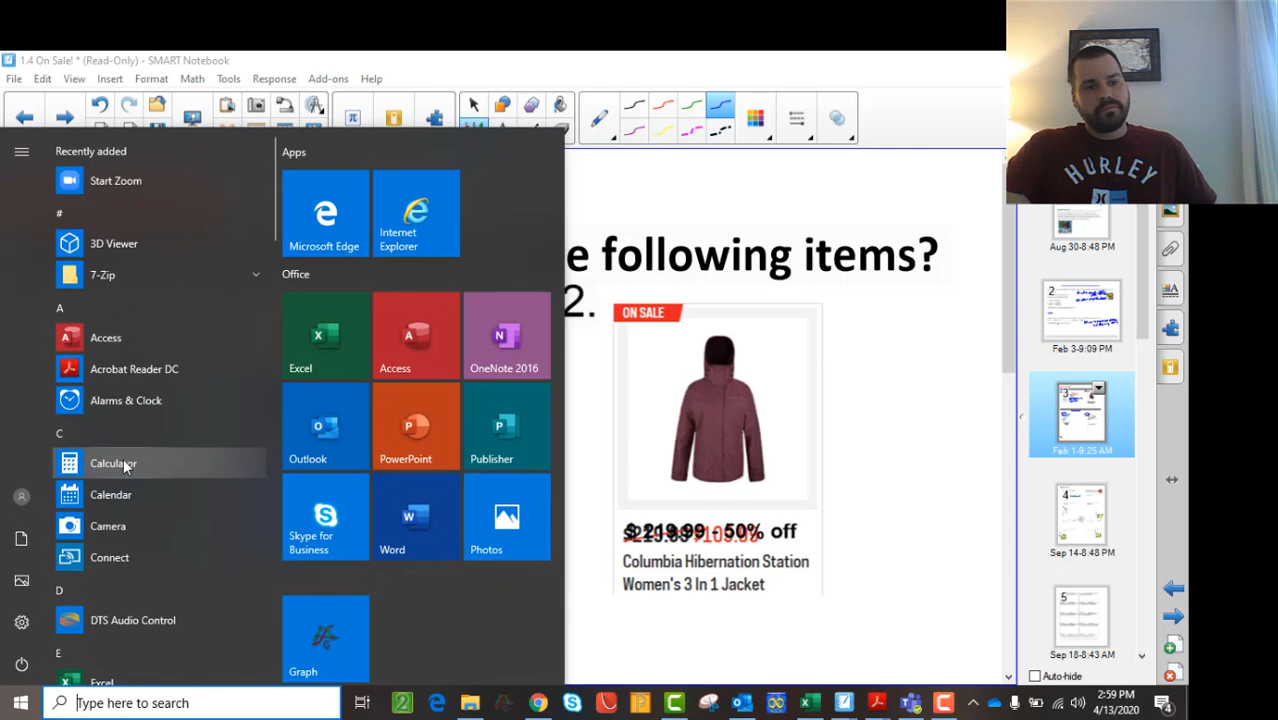 1.4 On Sale! * (Read-Only) - SMART Notebook
File Edit View Insert Format Math Tools Response Add-ons Help
HURLEY
Recently added
Start Zoom
#
3D Viewer
7-Zip
A
Access
Acrobat Reader DC
Alarms & Clock
C
Calculator
Calendar
Camera
Connect
D
DTS Audio Control
E
Excel
Apps
Microsoft Edge
Internet
Explorer
Office
Excel
Access
OneNote 2016
Outlook
PowerPoint
Publisher
Skype for
Business
Word
Photos
Graph
e following items?
2.
ON SALE
$ 219.99 - 50% off
Columbia Hibernation Station
Women's 3 In 1 Jacket
Aug 30-8:48 PM
2
Feb 3-9:09 PM
3
Feb 1-9:25 AM
4
Sep 14-8:48 PM
5
Sep 18-8:43 AM
Auto-hide
Type here to search
2:59 PM
4/13/2020
4